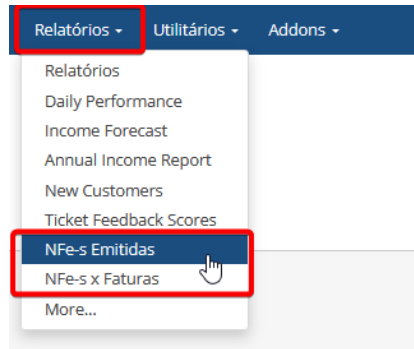 Relatórios Utilitários Addons
Relatórios
Daily Performance
Income Forecast
Annual Income Report
New Customers
Ticket Feedback Scores
NFe-s Emitidas
NFe-s x Faturas
More...